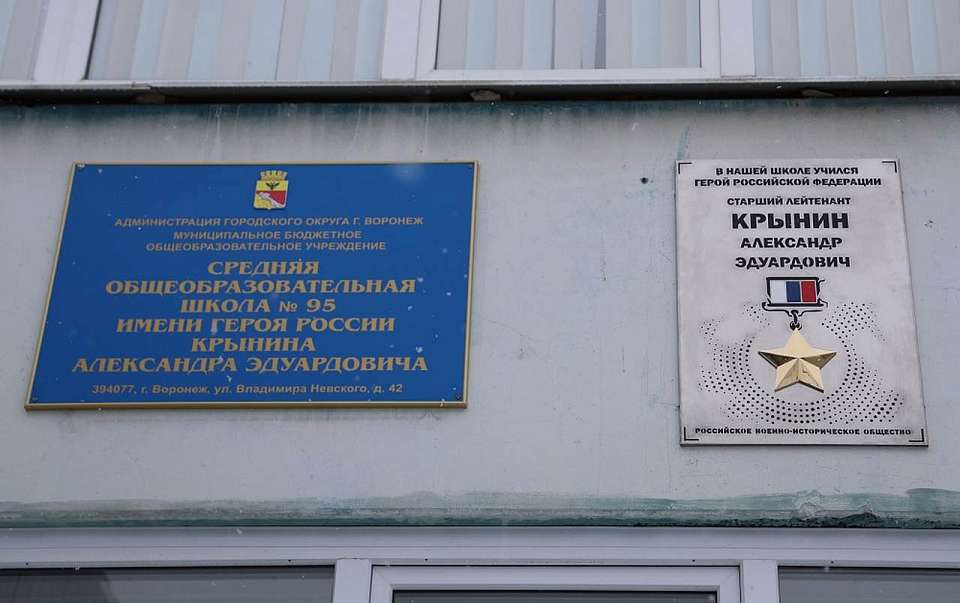 АДМИНИСТРАЦИЯ ГОРОДСКОГО ОКРУГА Г. ВОРОНЕЖ
МУНИЦИПАЛЬНОЕ БЮДЖЕТНОЕ
ОБЩЕОБРАЗОВАТЕЛЬНОЕ УЧРЕЖДЕНИЕ
СРЕДНЯЯ
ОБЩЕОБРАЗОВАТЕЛЬНАЯ
ШКОЛА № 95
ИМЕНИ ГЕРОЯ РОССИИ
КРЫНИНА
АЛЕКСАНДРА ЭДУАРДОВИЧА
394077, г. Воронеж, ул. Владимира Невского, д. 42
В НАШЕЙ ШКОЛЕ УЧИЛСЯ
ГЕРОЙ РОССИЙСКОЙ ФЕДЕРАЦИИ
СТАРШИЙ ЛЕЙТЕНАНТ
КРЫНИН
АЛЕКСАНДР
ЭДУАРДОВИЧ
РОССИЙСКОЕ ВОЕННО-ИСТОРИЧЕСКОЕ ОБЩЕСТВО